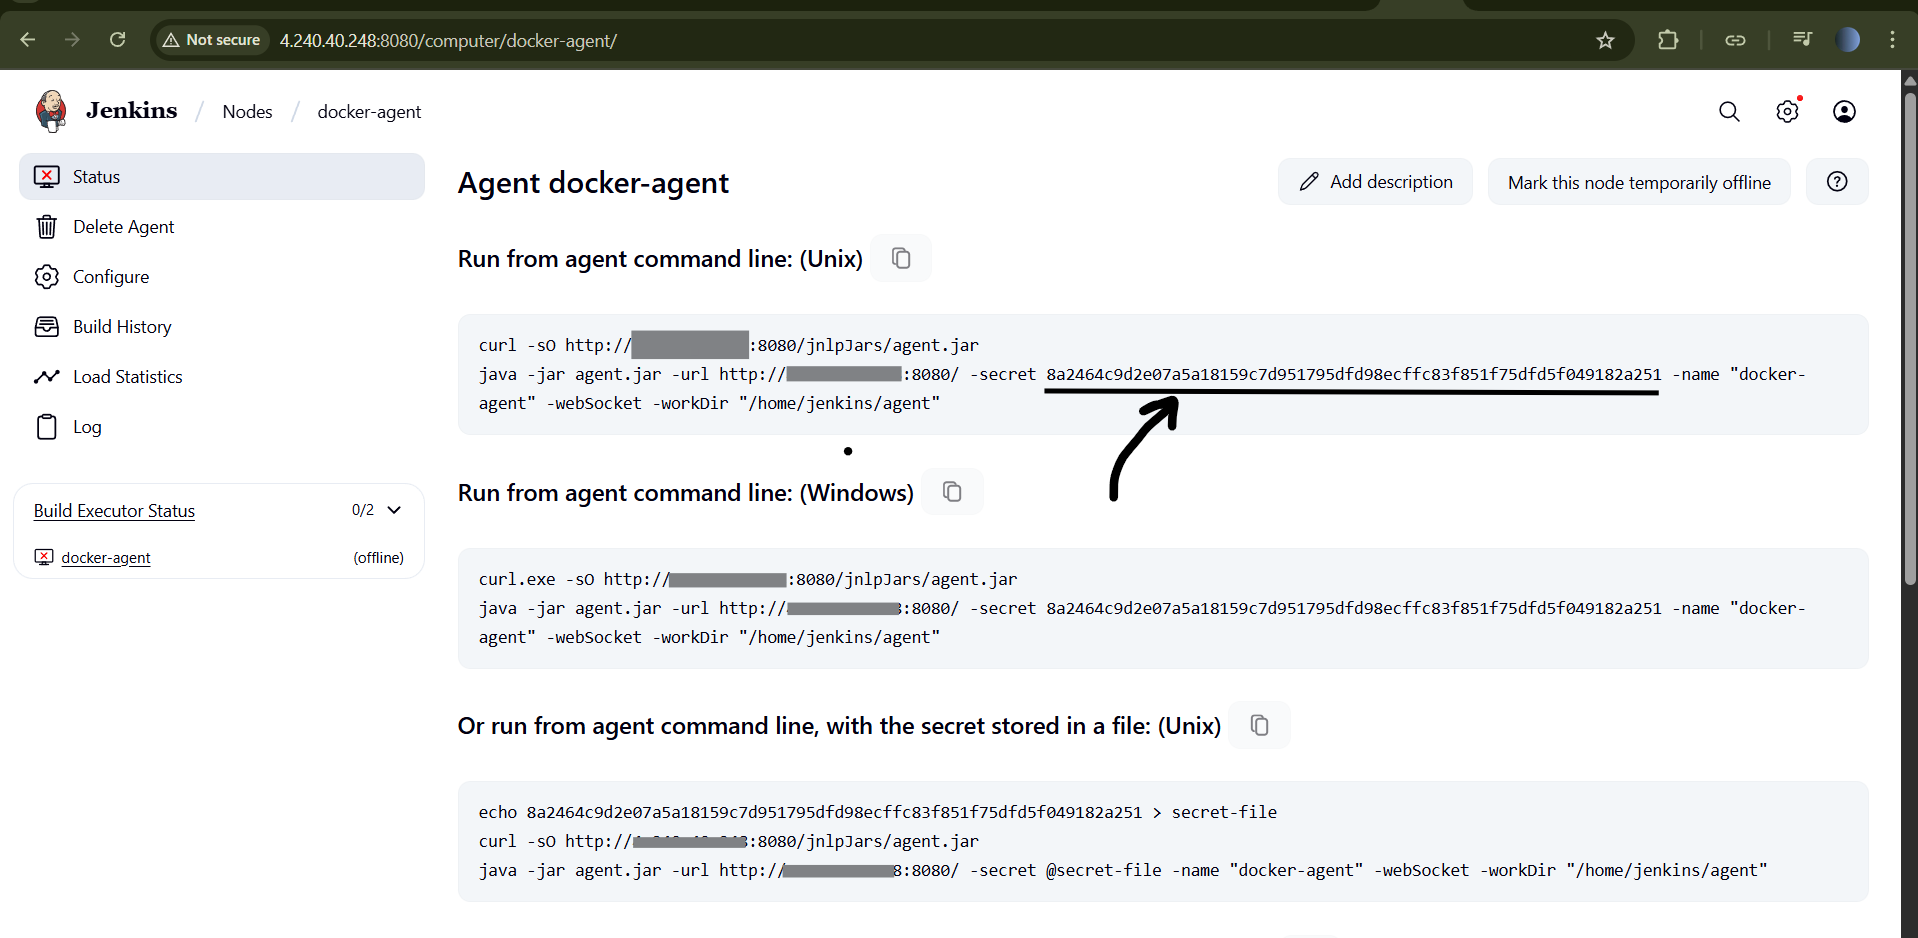 Not secure 4.240.40.248:8080/computer/docker-agent/
Jenkins / Nodes / docker-agent
Status
Delete Agent
Configure
Build History
Load Statistics
Log
Build Executor Status 0/2
docker-agent (offline)
Agent docker-agent
Add description
Mark this node temporarily offline
Run from agent command line: (Unix)
curl -sO http:// :8080/jnlpJars/agent.jar
java -jar agent.jar -url http:// :8080/ -secret 8a2464c9d2e07a5a18159c7d951795dfd98ecffc83f851f75dfd5f049182a251 -name "docker-
agent" -webSocket -workDir "/home/jenkins/agent"
Run from agent command line: (Windows)
curl.exe -sO http:// :8080/jnlpJars/agent.jar
java -jar agent.jar -url http:// :8080/ -secret 8a2464c9d2e07a5a18159c7d951795dfd98ecffc83f851f75dfd5f049182a251 -name "docker-
agent" -webSocket -workDir "/home/jenkins/agent"
Or run from agent command line, with the secret stored in a file: (Unix)
echo 8a2464c9d2e07a5a18159c7d951795dfd98ecffc83f851f75dfd5f049182a251 > secret-file
curl -sO http:// :8080/jnlpJars/agent.jar
java -jar agent.jar -url http:// 8:8080/ -secret @secret-file -name "docker-agent" -webSocket -workDir "/home/jenkins/agent"